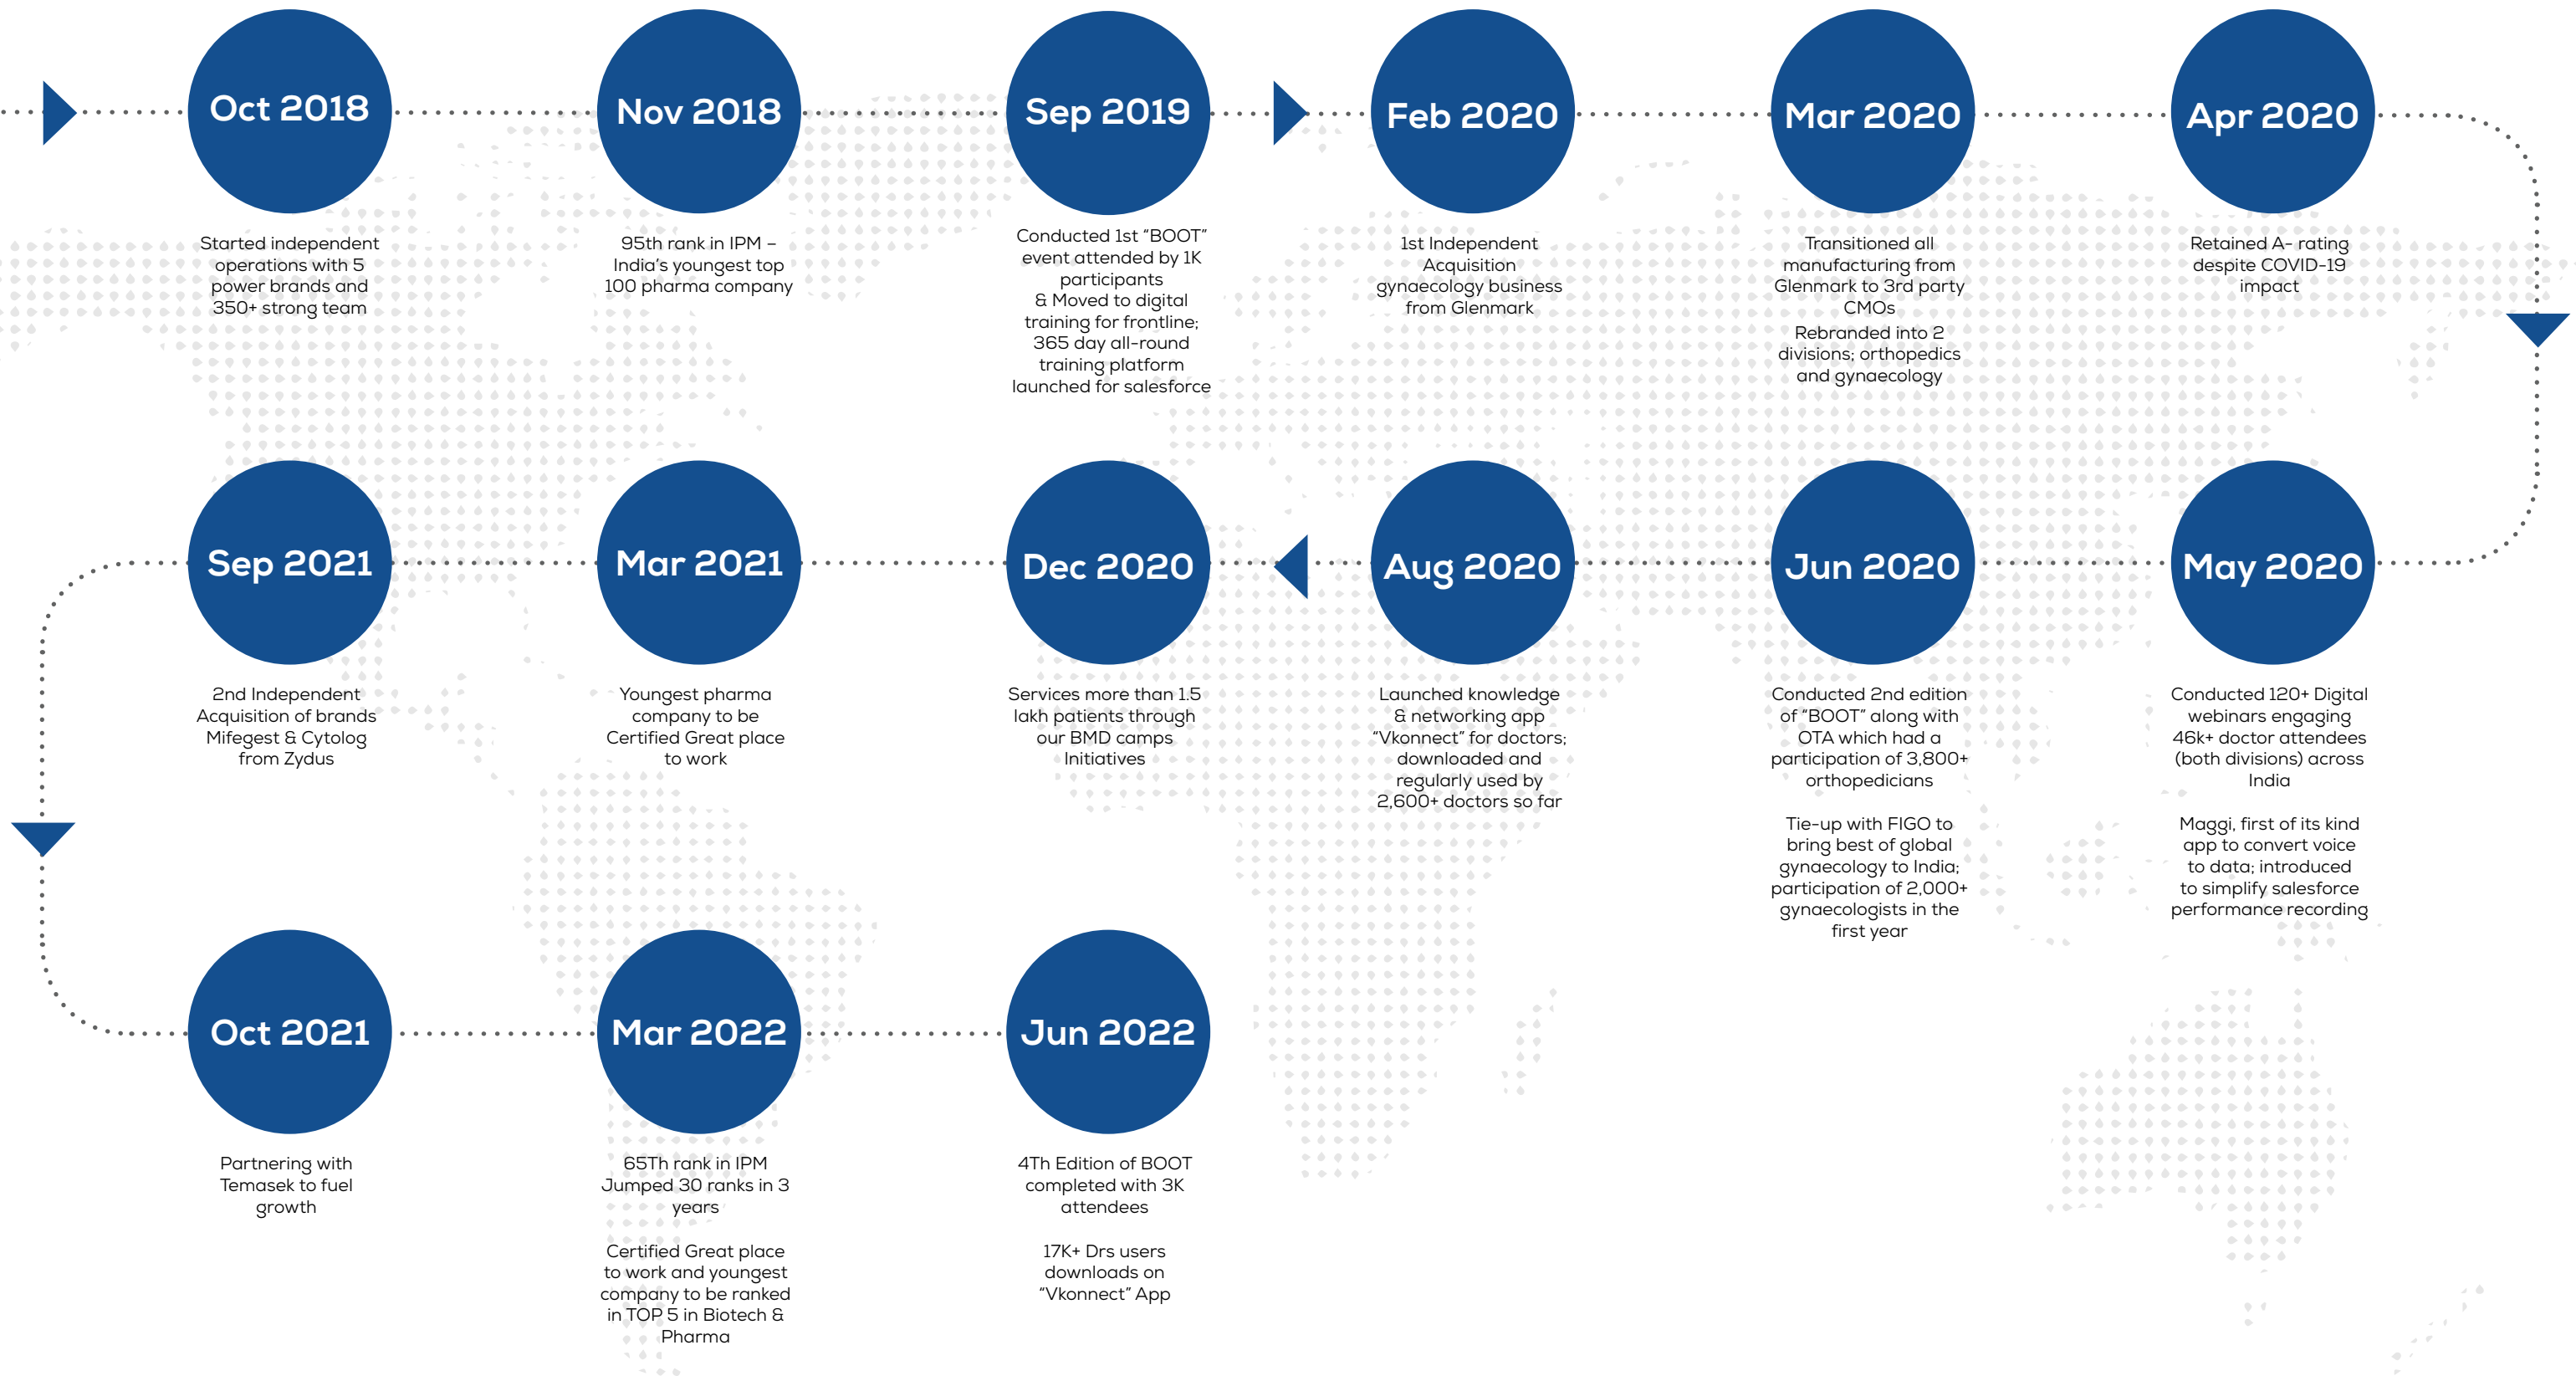 Oct 2018
Started independent
operations with 5
power brands and
350+ strong team
Nov 2018
95th rank in IPM –
India's youngest top
100 pharma company
Sep 2019
Conducted 1st “BOOT”
event attended by 1K
participants
& Moved to digital
training for frontline;
365 day all-round
training platform
launched for salesforce
Feb 2020
1st Independent
Acquisition
gynaecology business
from Glenmark
Mar 2020
Transitioned all
manufacturing from
Glenmark to 3rd party
CMOs
Rebranded into 2
divisions; orthopedics
and gynaecology
Apr 2020
Retained A- rating
despite COVID-19
impact
May 2020
Conducted 120+ Digital
webinars engaging
46k+ doctor attendees
(both divisions) across
India
Maggi, first of its kind
app to convert voice
to data; introduced
to simplify salesforce
performance recording
Jun 2020
Conducted 2nd edition
of “BOOT” along with
OTA which had a
participation of 3,800+
orthopedicians
Tie-up with FIGO to
bring best of global
gynaecology to India;
participation of 2,000+
gynaecologists in the
first year
Aug 2020
Launched knowledge
& networking app
“Vkonnect” for doctors;
downloaded and
regularly used by
2,600+ doctors so far
Dec 2020
Services more than 1.5
lakh patients through
our BMD camps
Initiatives
Mar 2021
Youngest pharma
company to be
Certified Great place
to work
Sep 2021
2nd Independent
Acquisition of brands
Mifegest & Cytolog
from Zydus
Oct 2021
Partnering with
Temasek to fuel
growth
Mar 2022
65Th rank in IPM
Jumped 30 ranks in 3
years
Certified Great place
to work and youngest
company to be ranked
in TOP 5 in Biotech &
Pharma
Jun 2022
4Th Edition of BOOT
completed with 3K
attendees
17K+ Drs users
downloads on
“Vkonnect” App